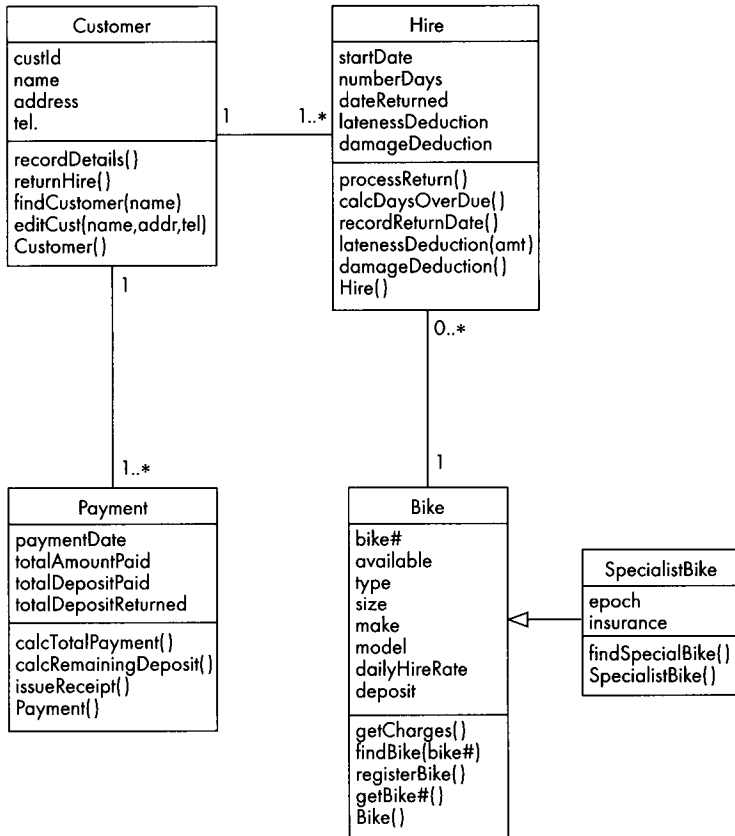 Customer
custId
name
address
tel.
recordDetails()
returnHire()
findCustomer(name)
editCust(name,addr,tel)
Customer()
1
1..*
Hire
startDate
numberDays
dateReturned
latenessDeduction
damageDeduction
processReturn()
calcDaysOverDue()
recordReturnDate()
latenessDeduction(amt)
damageDeduction()
Hire()
1
1..*
0..*
1
Payment
paymentDate
totalAmountPaid
totalDepositPaid
totalDepositReturned
calcTotalPayment()
calcRemainingDeposit()
issueReceipt()
Payment()
Bike
bike#
available
type
size
make
model
dailyHireRate
deposit
getCharges()
findBike(bike#)
registerBike()
getBike#()
Bike()
SpecialistBike
epoch
insurance
findSpecialBike()
SpecialistBike()